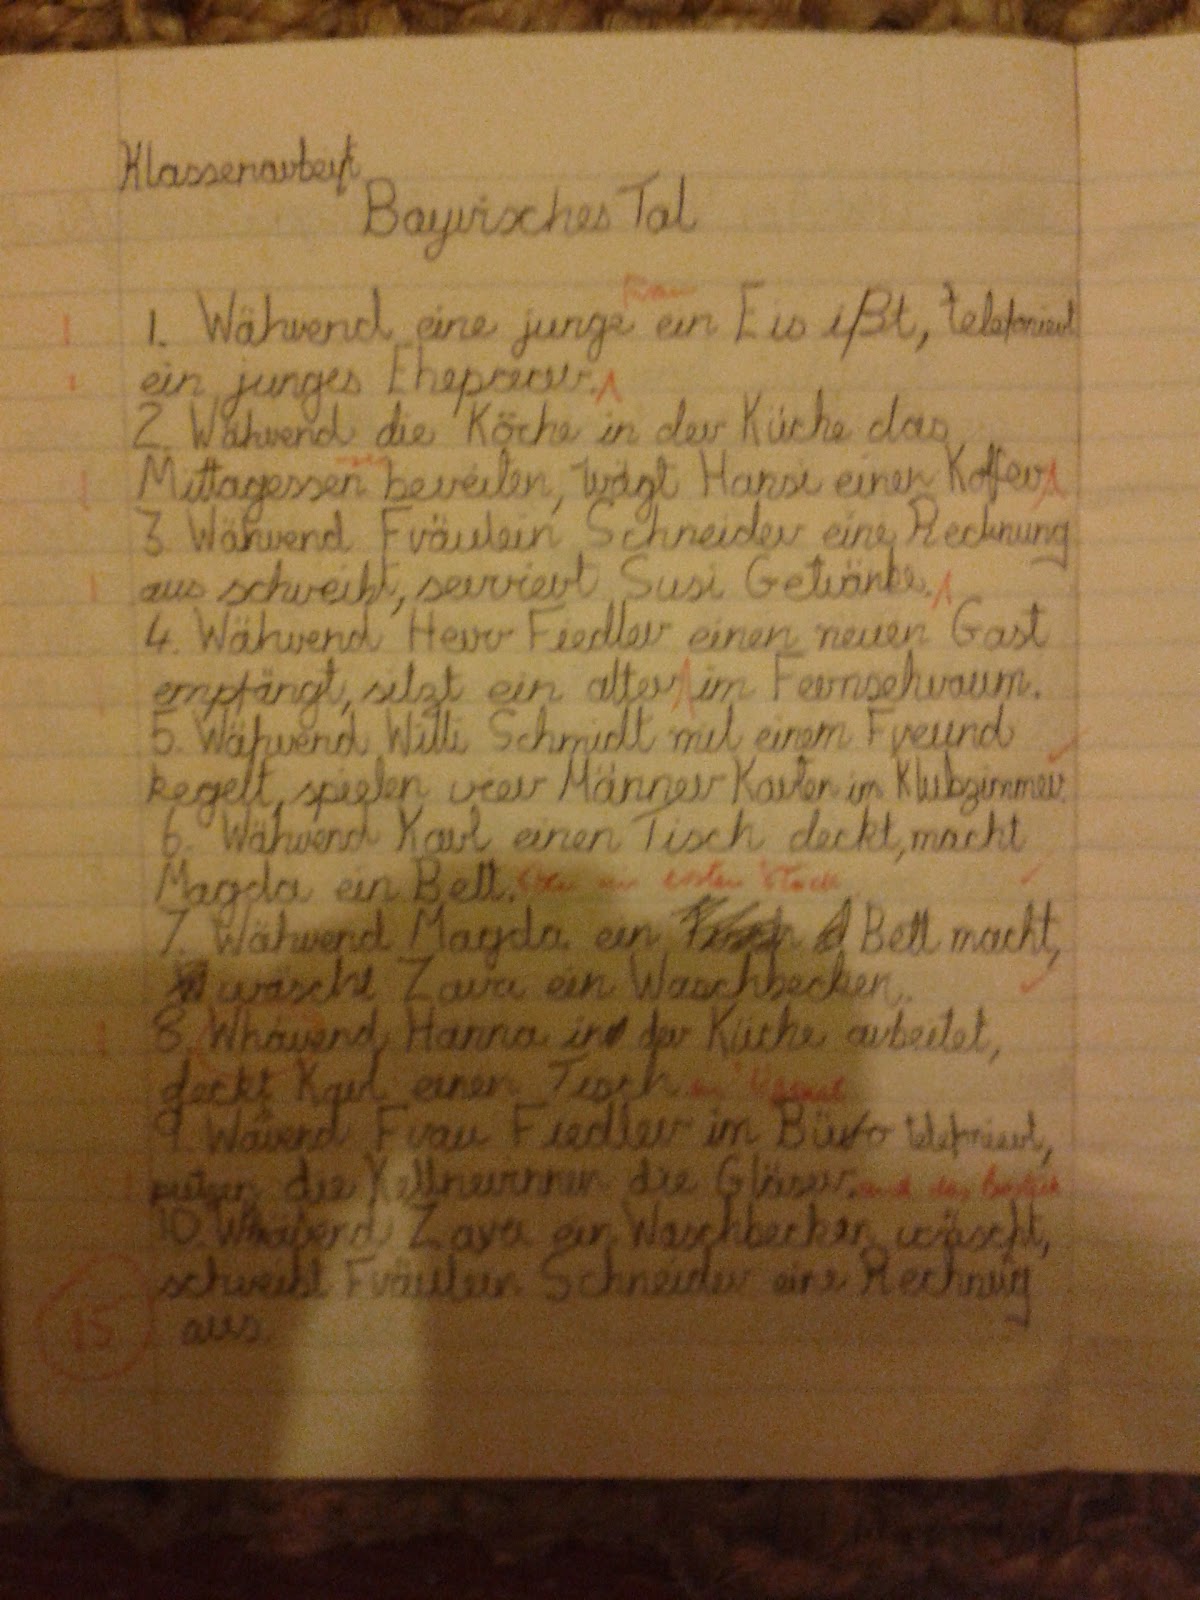 Klassenarbeit
Bayrisches Tal
Frau
1. Während eine junge ein Eis ißt, telefoniert
ein junges Ehepaar.
2. Während die Köche in der Küche das
Mittagessen bereiten, trägt Hansi einen Koffer
3. Während Fräulein Schneider eine Rechnung
aus schreibt, serviert Susi Getränke.
4. Während Herr Fiedler einen neuen Gast
empfängt, sitzt ein alter im Fernsehraum.
5. Während Willi Schmidt mit einem Freund
kegelt, spielen vier Männer Karten im Klubzimmer.
6. Während Karl einen Tisch deckt, macht
Magda ein Bett. ersten Stock
7. Während Magda ein Bett macht,
wäscht Zara ein Waschbecken.
8. Whärend Hanna in der Küche arbeitet,
deckt Karl einen Tisch
9. Wärend Frau Fiedler im Büro telefoniert,
putzen die Kellnerinnen die Gläser. und das Besteck
10. Whärend Zara ein Waschbecken wäscht,
schreibt Fräulein Schneider eine Rechnug
aus.
15